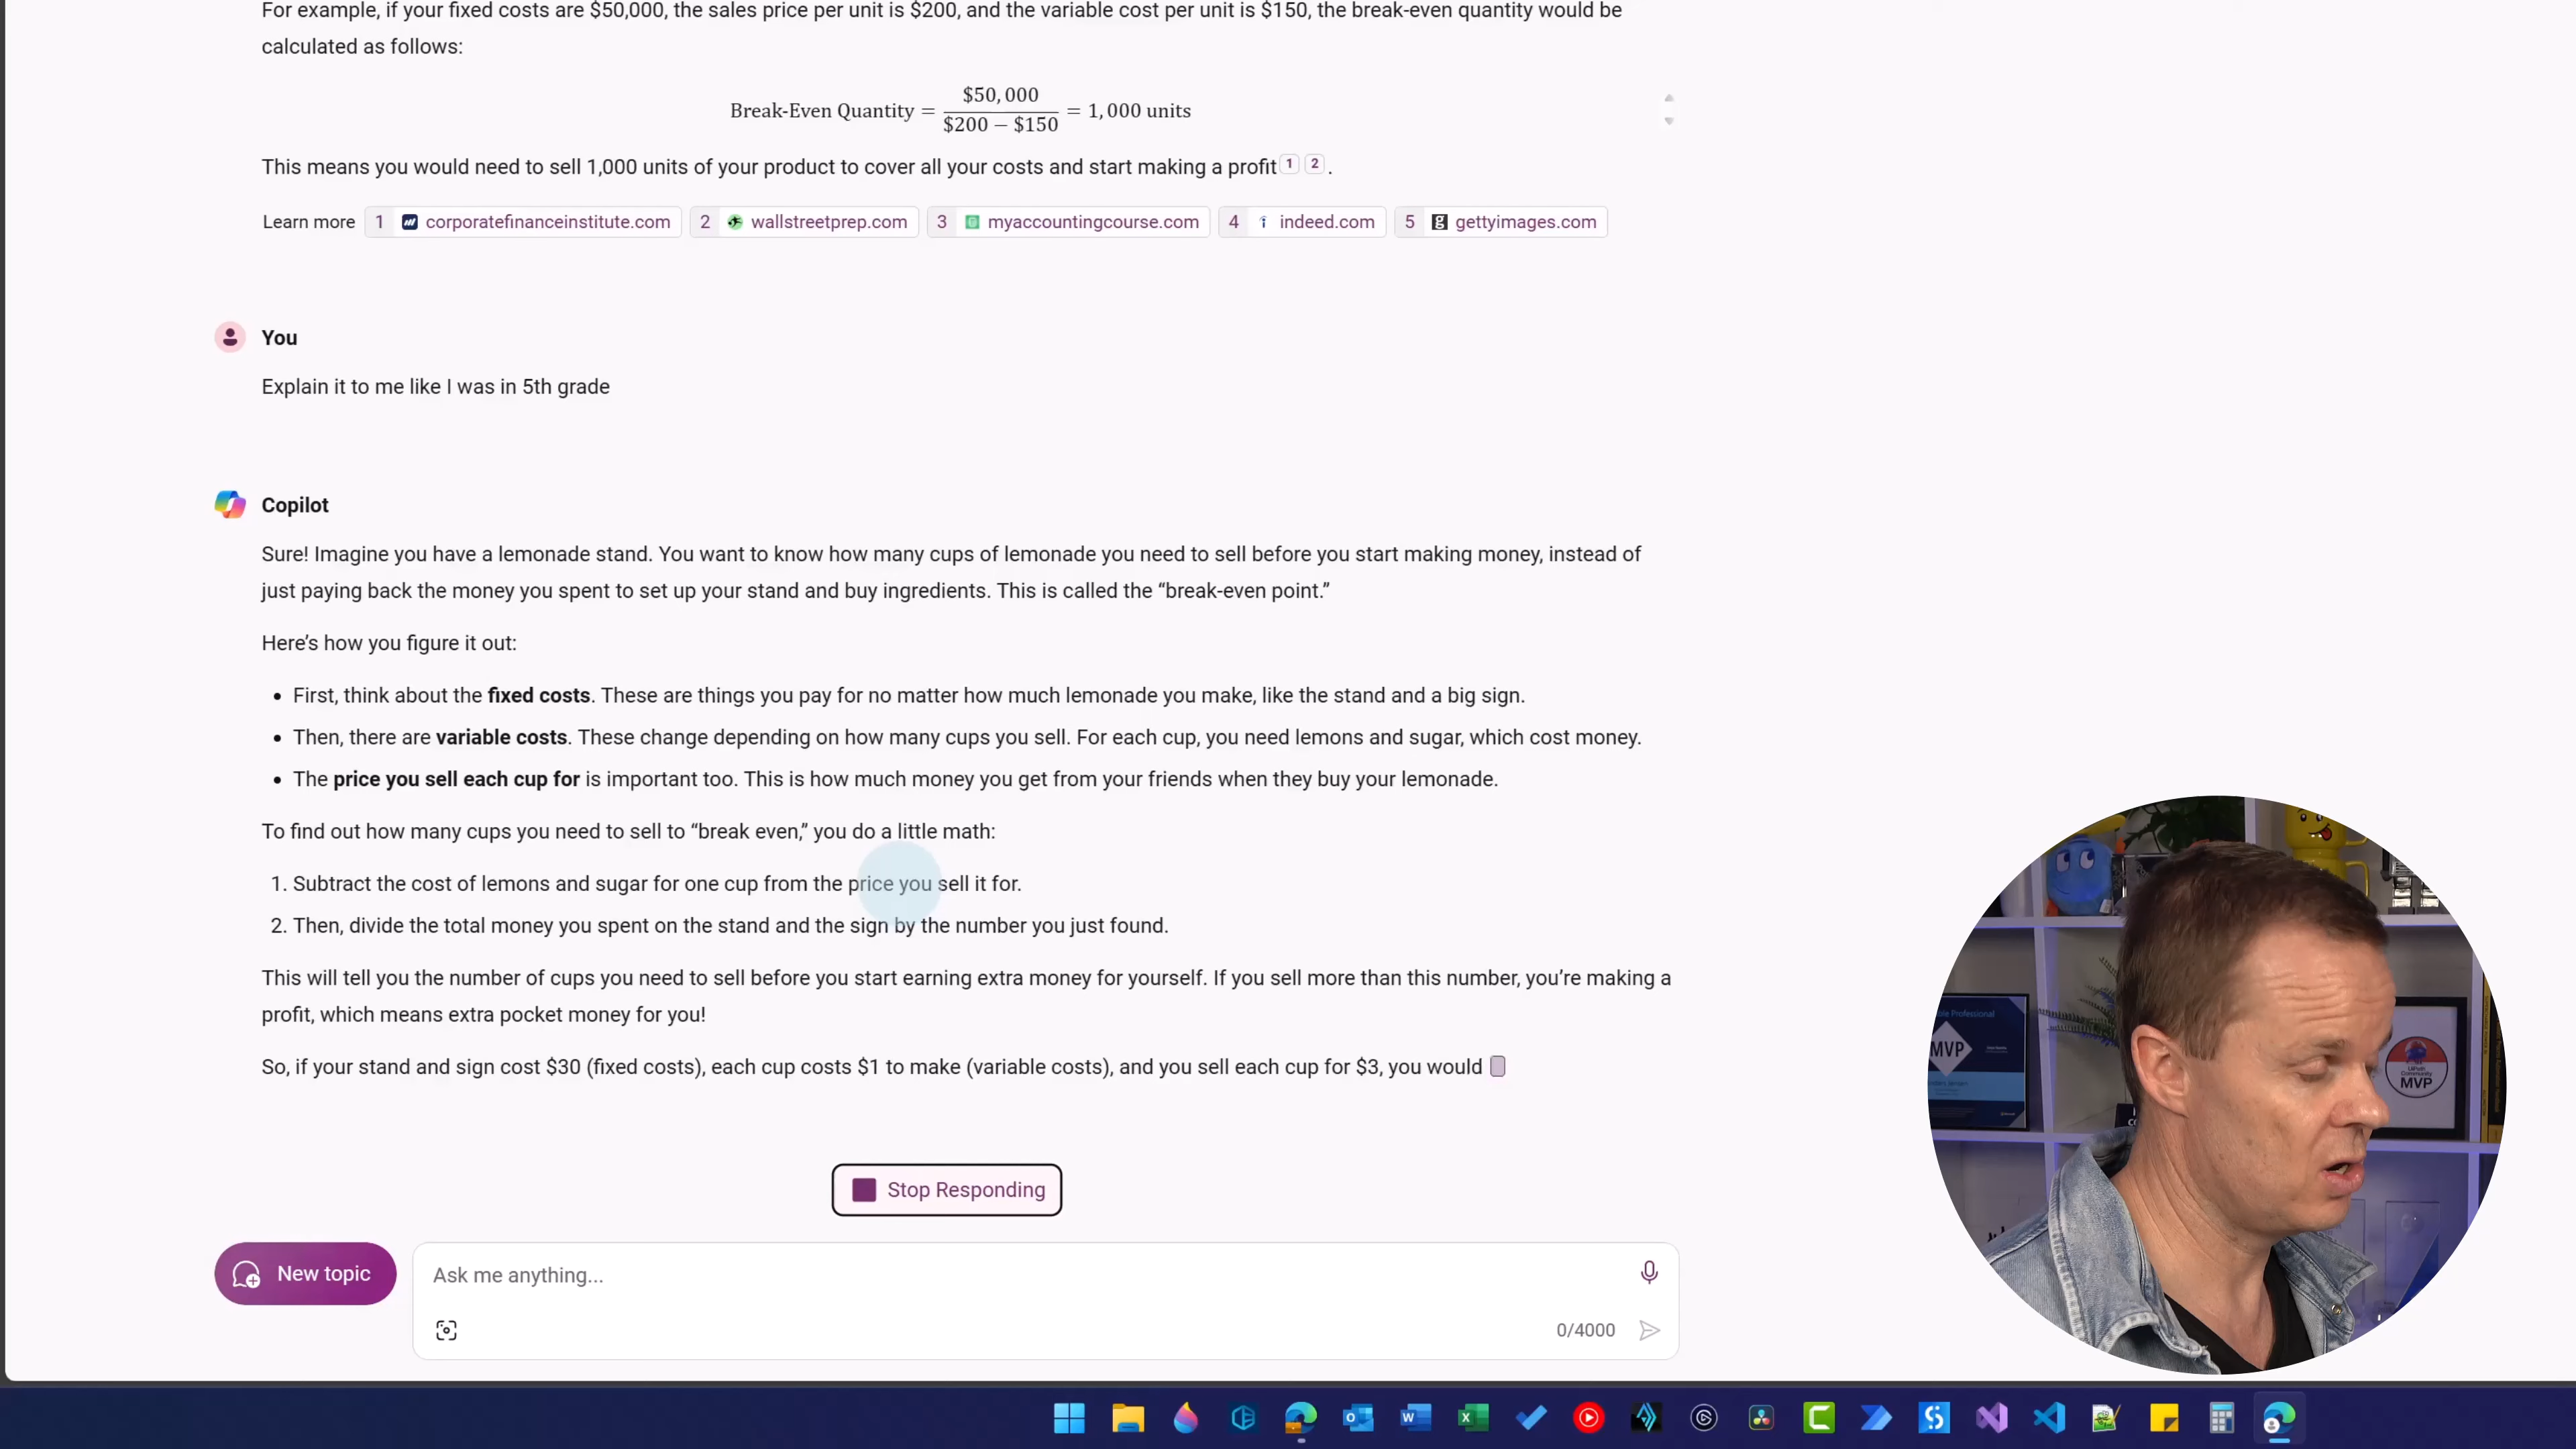 For example, if your fixed costs are $50,000, the sales price per unit is $200, and the variable cost per unit is $150, the break-even quantity would be
calculated as follows:
Break-Even Quantity = $50,000 / $200 − $150 = 1,000 units
This means you would need to sell 1,000 units of your product to cover all your costs and start making a profit 1 2 .
Learn more 1 corporatefinanceinstitute.com 2 wallstreetprep.com 3 myaccountingcourse.com 4 indeed.com 5 gettyimages.com
You
Explain it to me like I was in 5th grade
Copilot
Sure! Imagine you have a lemonade stand. You want to know how many cups of lemonade you need to sell before you start making money, instead of
just paying back the money you spent to set up your stand and buy ingredients. This is called the “break-even point.”
Here’s how you figure it out:
• First, think about the fixed costs. These are things you pay for no matter how much lemonade you make, like the stand and a big sign.
• Then, there are variable costs. These change depending on how many cups you sell. For each cup, you need lemons and sugar, which cost money.
• The price you sell each cup for is important too. This is how much money you get from your friends when they buy your lemonade.
To find out how many cups you need to sell to “break even,” you do a little math:
1. Subtract the cost of lemons and sugar for one cup from the price you sell it for.
2. Then, divide the total money you spent on the stand and the sign by the number you just found.
This will tell you the number of cups you need to sell before you start earning extra money for yourself. If you sell more than this number, you’re making a
profit, which means extra pocket money for you!
So, if your stand and sign cost $30 (fixed costs), each cup costs $1 to make (variable costs), and you sell each cup for $3, you would
Stop Responding
New topic
Ask me anything...
0/4000
Professional
MVP
Community
MVP